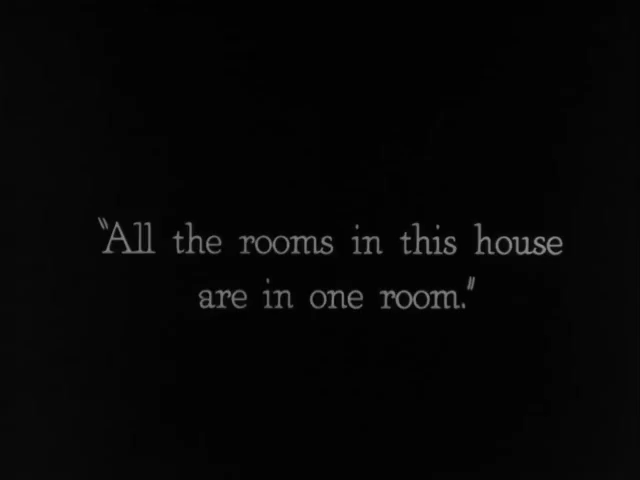 "All the rooms in this house
are in one room."